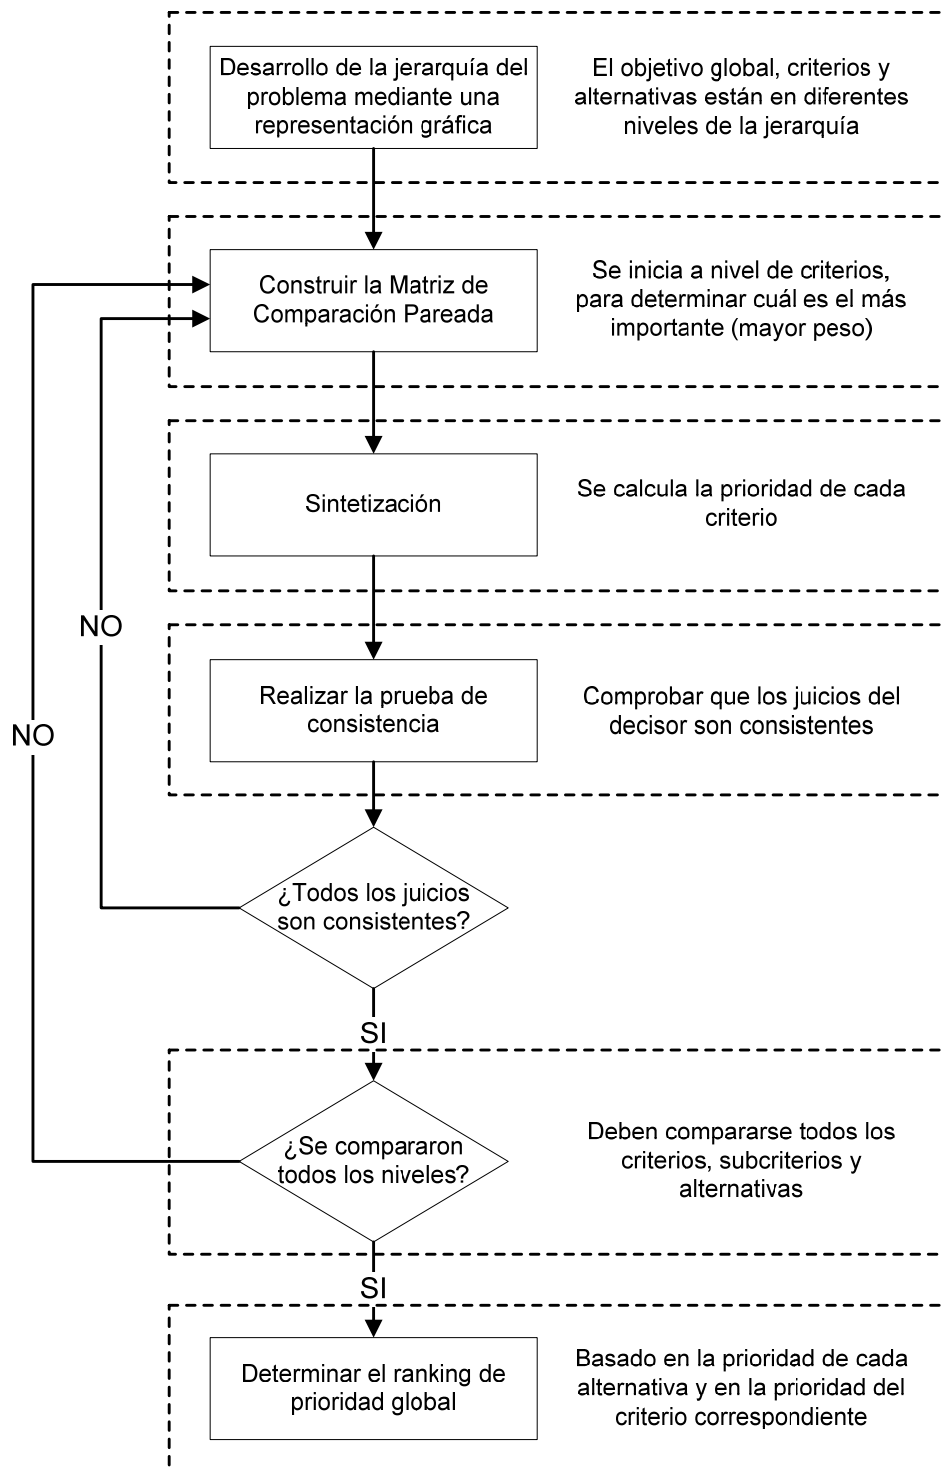 Desarrollo de la jerarquía del
problema mediante una
representación gráfica
El objetivo global, criterios y
alternativas están en diferentes
niveles de la jerarquía
Construir la Matriz de
Comparación Pareada
Se inicia a nivel de criterios,
para determinar cuál es el más
importante (mayor peso)
Sintetización
Se calcula la prioridad de cada
criterio
NO
Realizar la prueba de
consistencia
Comprobar que los juicios del
decisor son consistentes
NO
¿Todos los juicios
son consistentes?
SI
¿Se compararon
todos los niveles?
Deben compararse todos los
criterios, subcriterios y
alternativas
SI
Determinar el ranking de
prioridad global
Basado en la prioridad de cada
alternativa y en la prioridad del
criterio correspondiente